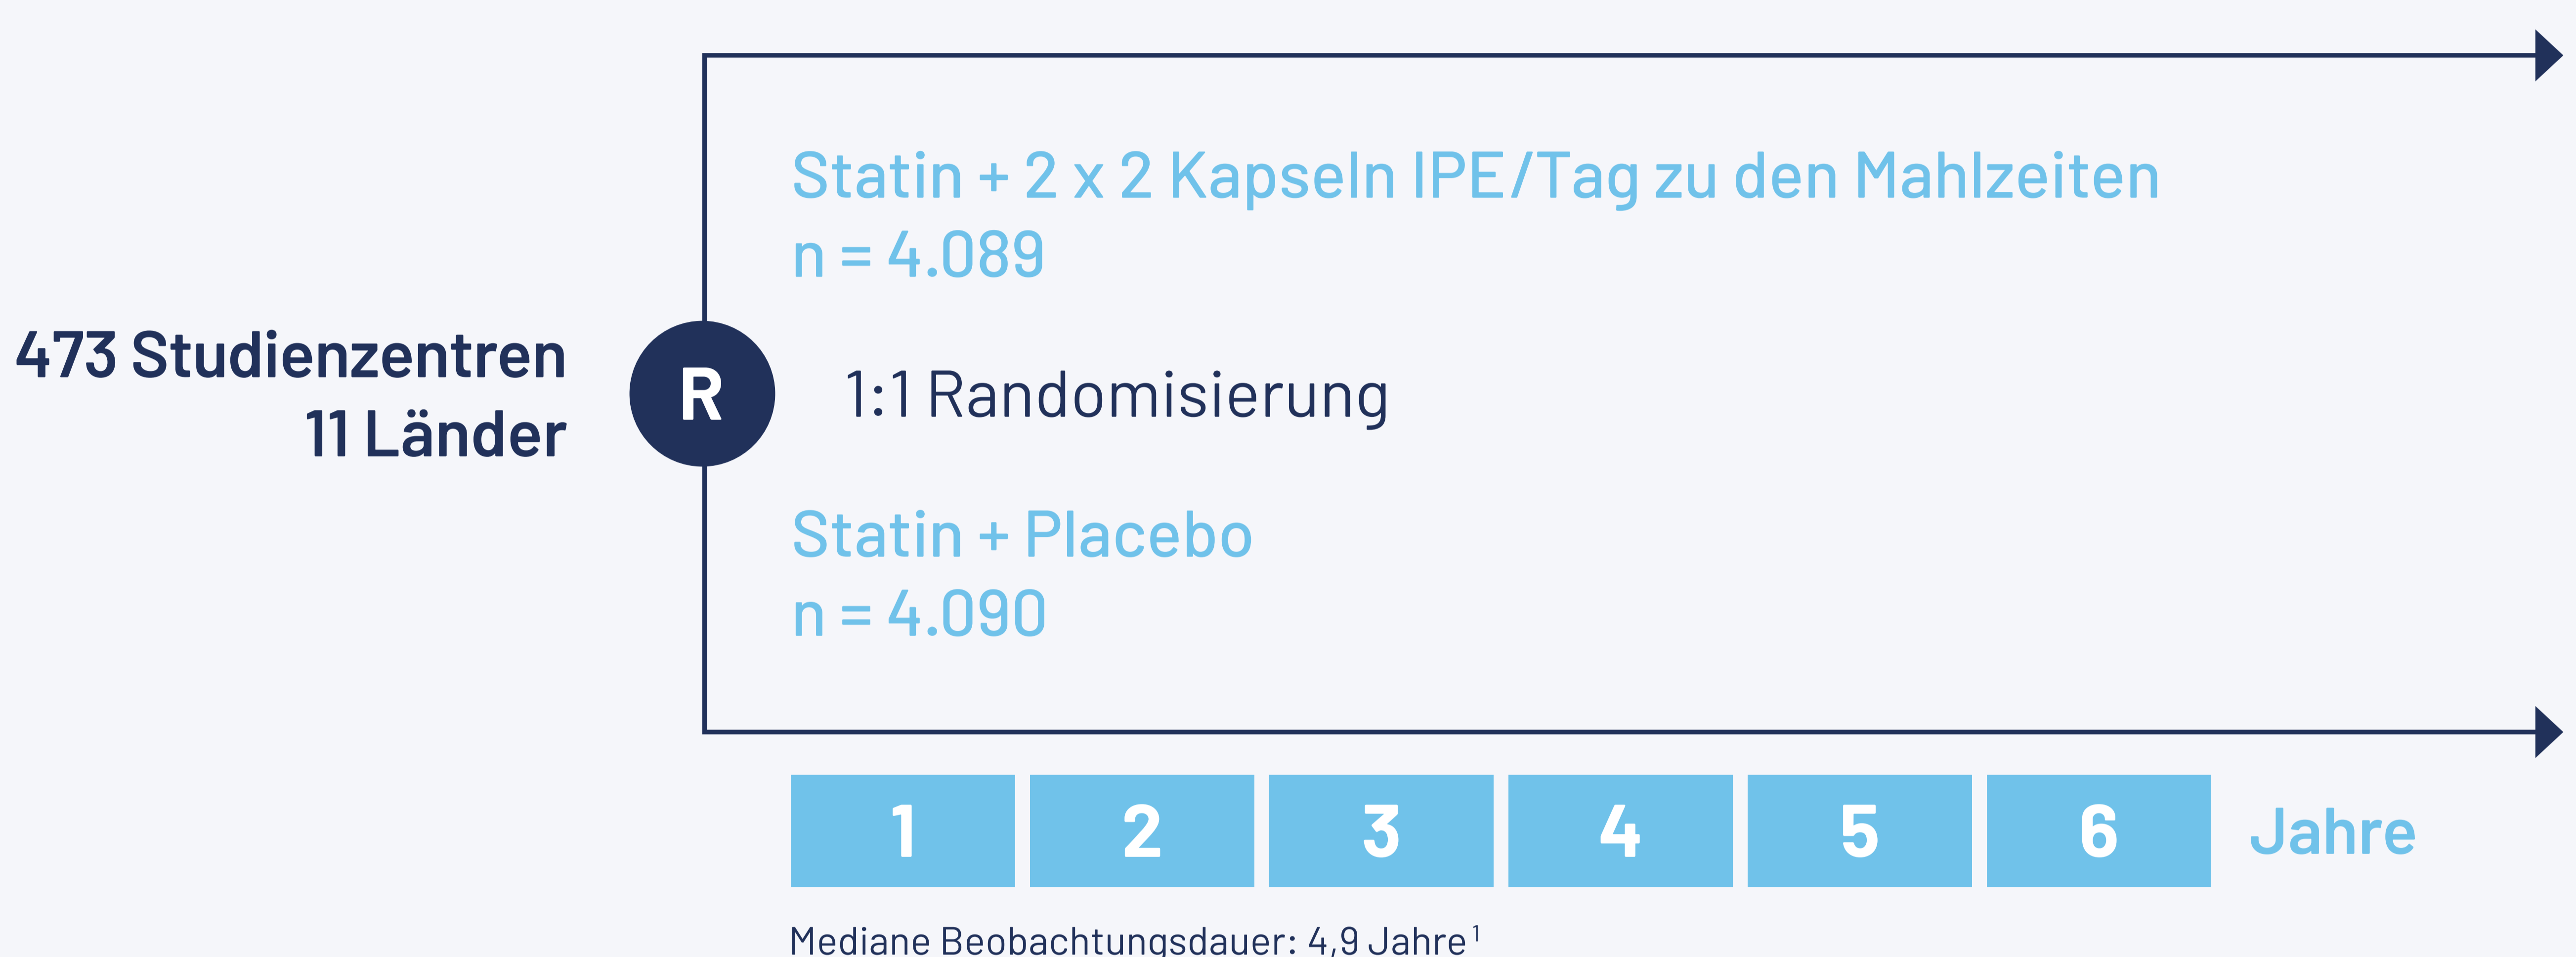 Statin + 2 x 2 Kapseln IPE/Tag zu den Mahlzeiten
n = 4.089
473 Studienzentren
11 Länder
R
1:1 Randomisierung
Statin + Placebo
n = 4.090
1 2 3 4 5 6 Jahre
Mediane Beobachtungsdauer: 4,9 Jahre¹